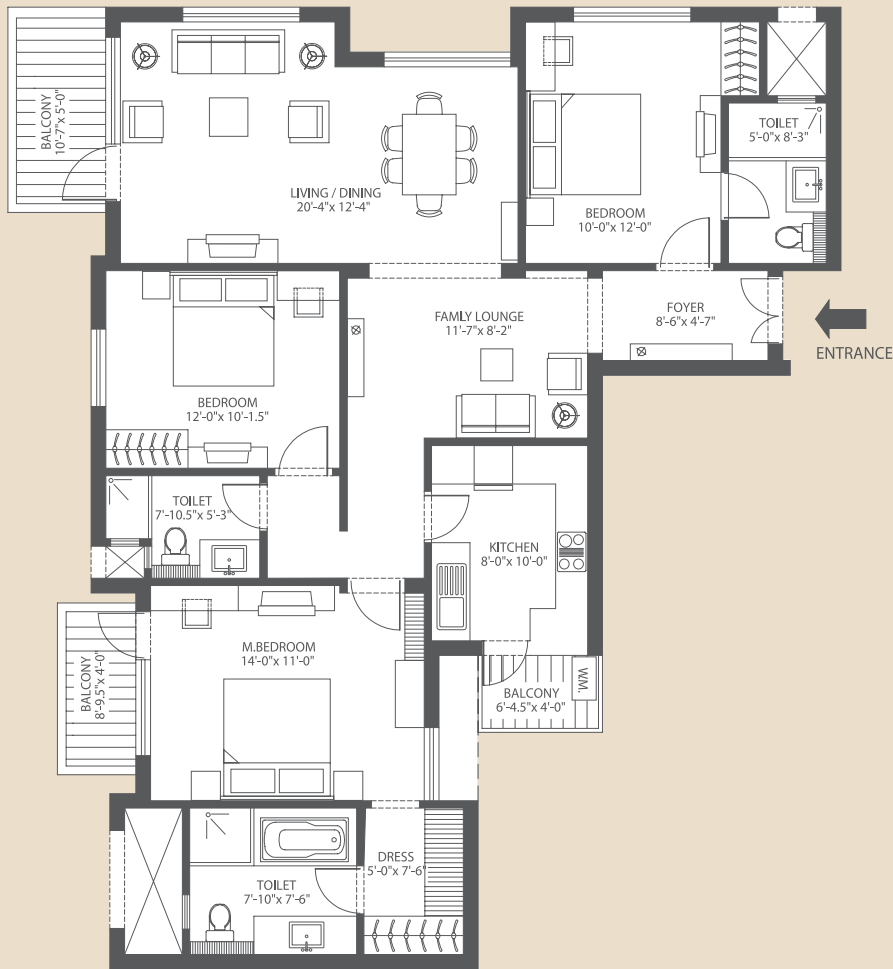 BALCONY
10'-7"x 5'-0"
LIVING / DINING
20'-4"x 12'-4"
BEDROOM
10'-0"x 12'-0"
TOILET
5'-0"x 8'-3"
FOYER
8'-6"x 4'-7"
ENTRANCE
FAMLY LOUNGE
11'-7"x 8'-2"
BEDROOM
12'-0"x 10'-1.5"
TOILET
7'-10.5"x 5'-3"
KITCHEN
8'-0"x 10'-0"
M.BEDROOM
14'-0"x 11'-0"
BALCONY
8'-9.5"x 4'-0"
BALCONY
6'-4.5"x 4'-0"
W.M.
DRESS
5'-0"x 7'-6"
TOILET
7'-10"x 7'-6"